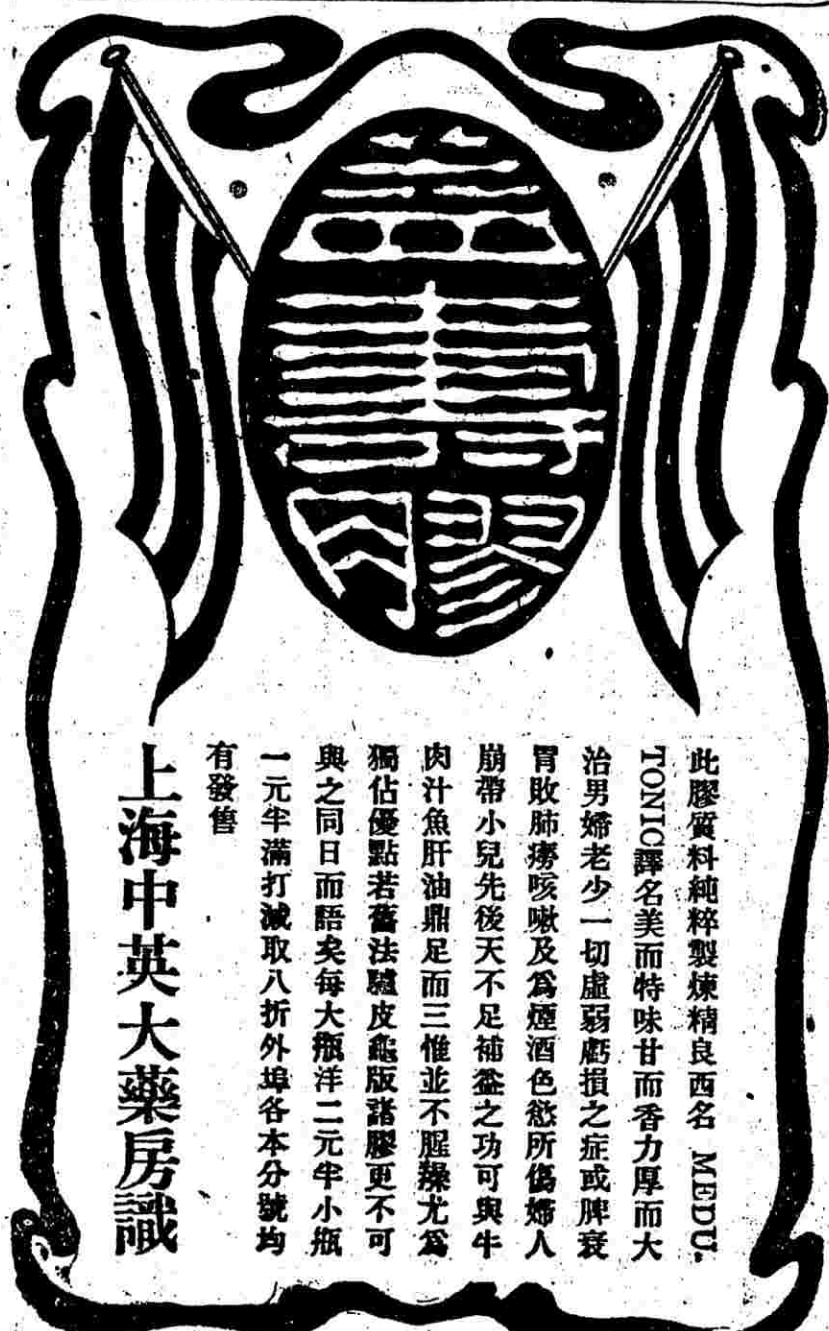 益壽膠
此膠質料純粹製煉精良西名 MEDU.
TONIC譯名美而特味甘而香力厚而大
治男婦老少一切虛弱虧損之症或脾衰
胃敗肺癆咳嗽及爲煙酒色慾所傷婦人
崩帶小兒先後天不足補益之功可與牛
肉汁魚肝油鼎足而三惟並不腥臊尤爲
獨佔優點若舊法驢皮龜版諸膠更不可
與之同日而語矣每大瓶洋二元半小瓶
一元半滿打減取八折外埠各本分號均
有發售
上海中英大藥房識